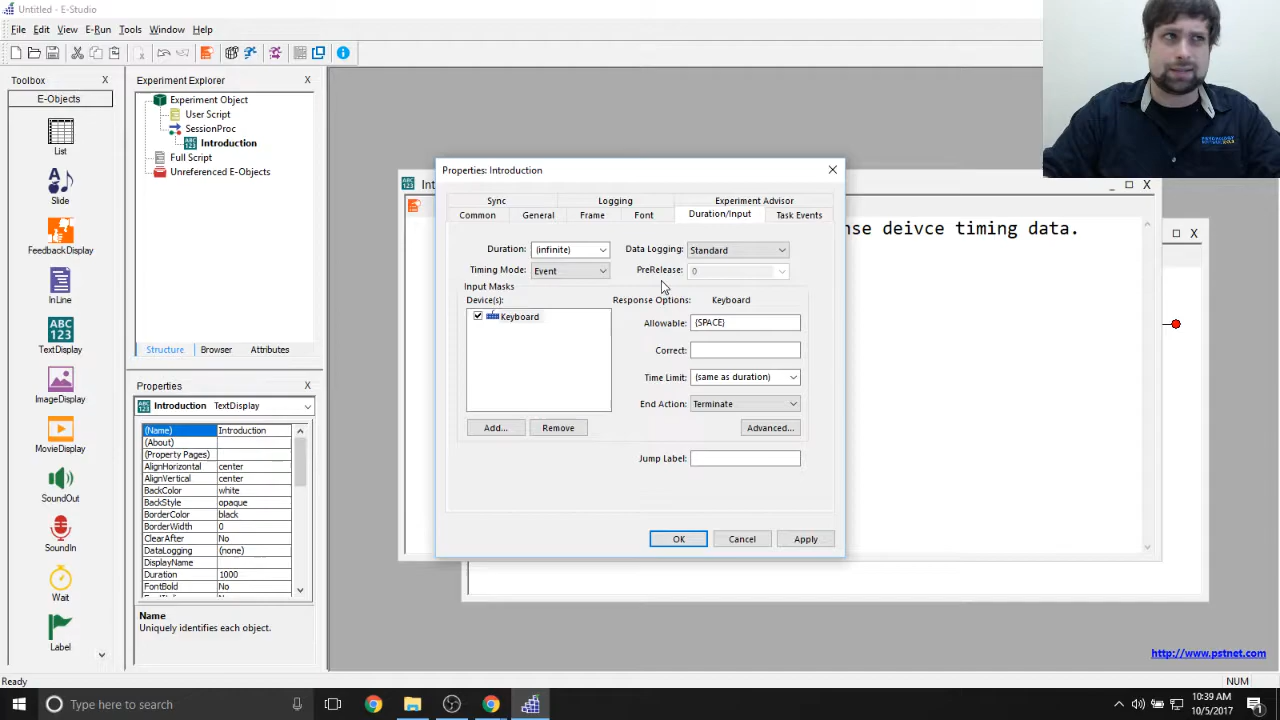 Untitled - E-Studio
File Edit View E-Run Tools Window Help
Toolbox
E-Objects
List
Slide
FeedbackDisplay
InLine
TextDisplay
ImageDisplay
MovieDisplay
SoundOut
SoundIn
Wait
Label
Experiment Explorer
Experiment Object
User Script
SessionProc
ABC 123 Introduction
Full Script
Unreferenced E-Objects
Structure Browser Attributes
Properties
Introduction TextDisplay
(Name) Introduction
(About)
(Property Pages)
AlignHorizontal center
AlignVertical center
BackColor white
BackStyle opaque
BorderColor black
BorderWidth 0
ClearAfter No
DataLogging (none)
DisplayName
Duration 1000
FontBold No
Name
Uniquely identifies each object.
Int
nse deivce timing data.
Properties: Introduction
Sync Logging Experiment Advisor
Common General Frame Font Duration/Input Task Events
Duration: (infinite) Data Logging: Standard
Timing Mode: Event PreRelease: 0
Input Masks
Device(s): Response Options: Keyboard
Keyboard
Allowable: {SPACE}
Correct:
Time Limit: (same as duration)
End Action: Terminate
Add... Remove Advanced...
Jump Label:
OK Cancel Apply
http://www.pstnet.com
Ready NUM
Type here to search
10:39 AM
10/5/2017